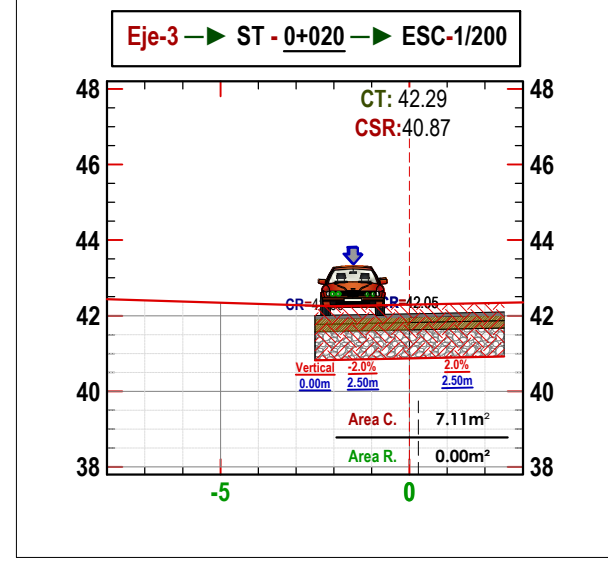 Eje-3 ST - 0+020 ESC-1/200
48 CT: 42.29 48
CSR:40.87
46 46
44 44
CR=42.05
42 42
Vertical -2.0% 2.0%
0.00m 2.50m 2.50m
40 40
Area C. 7.11m²
Area R. 0.00m²
38 38
-5 0